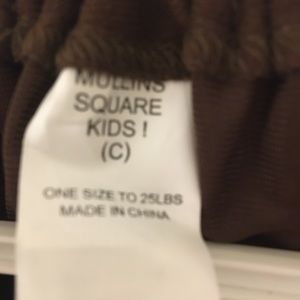 MULLINS
SQUARE
KIDS !
(C)
ONE SIZE TO 25LBS
MADE IN CHINA